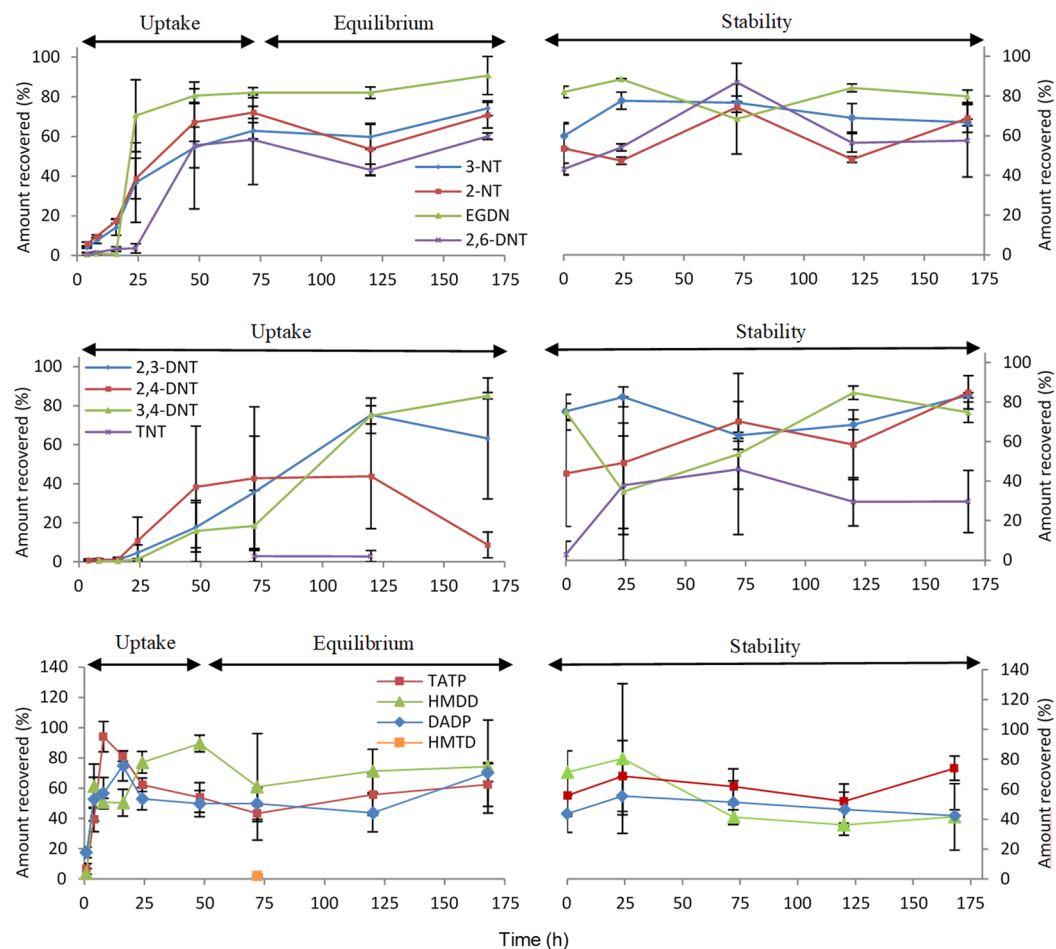 Uptake Equilibrium Stability
Amount recovered (%)
100
80
60
40
20
0
3-NT
2-NT
EGDN
2,6-DNT
0 25 50 75 100 125 150 175
100
80
60
40
20
0
Amount recovered (%)
0 25 50 75 100 125 150 175
Uptake Stability
Amount recovered (%)
100
80
60
40
20
0
2,3-DNT
2,4-DNT
3,4-DNT
TNT
0 25 50 75 100 125 150 175
100
80
60
40
20
0
Amount recovered (%)
0 25 50 75 100 125 150 175
Uptake Equilibrium Stability
Amount recovered (%)
140
120
100
80
60
40
20
0
TATP
HMDD
DADP
HMTD
0 25 50 75 100 125 150 175
140
120
100
80
60
40
20
0
Amount recovered (%)
0 25 50 75 100 125 150 175
Time (h)